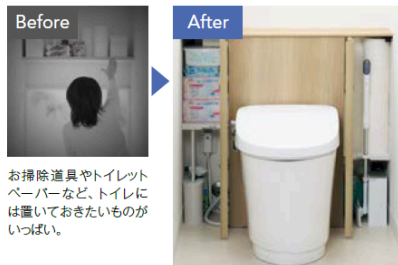 Before
After
お掃除道具やトイレット
ペーパーなど、トイレに
は置いておきたいものが
いっぱい。